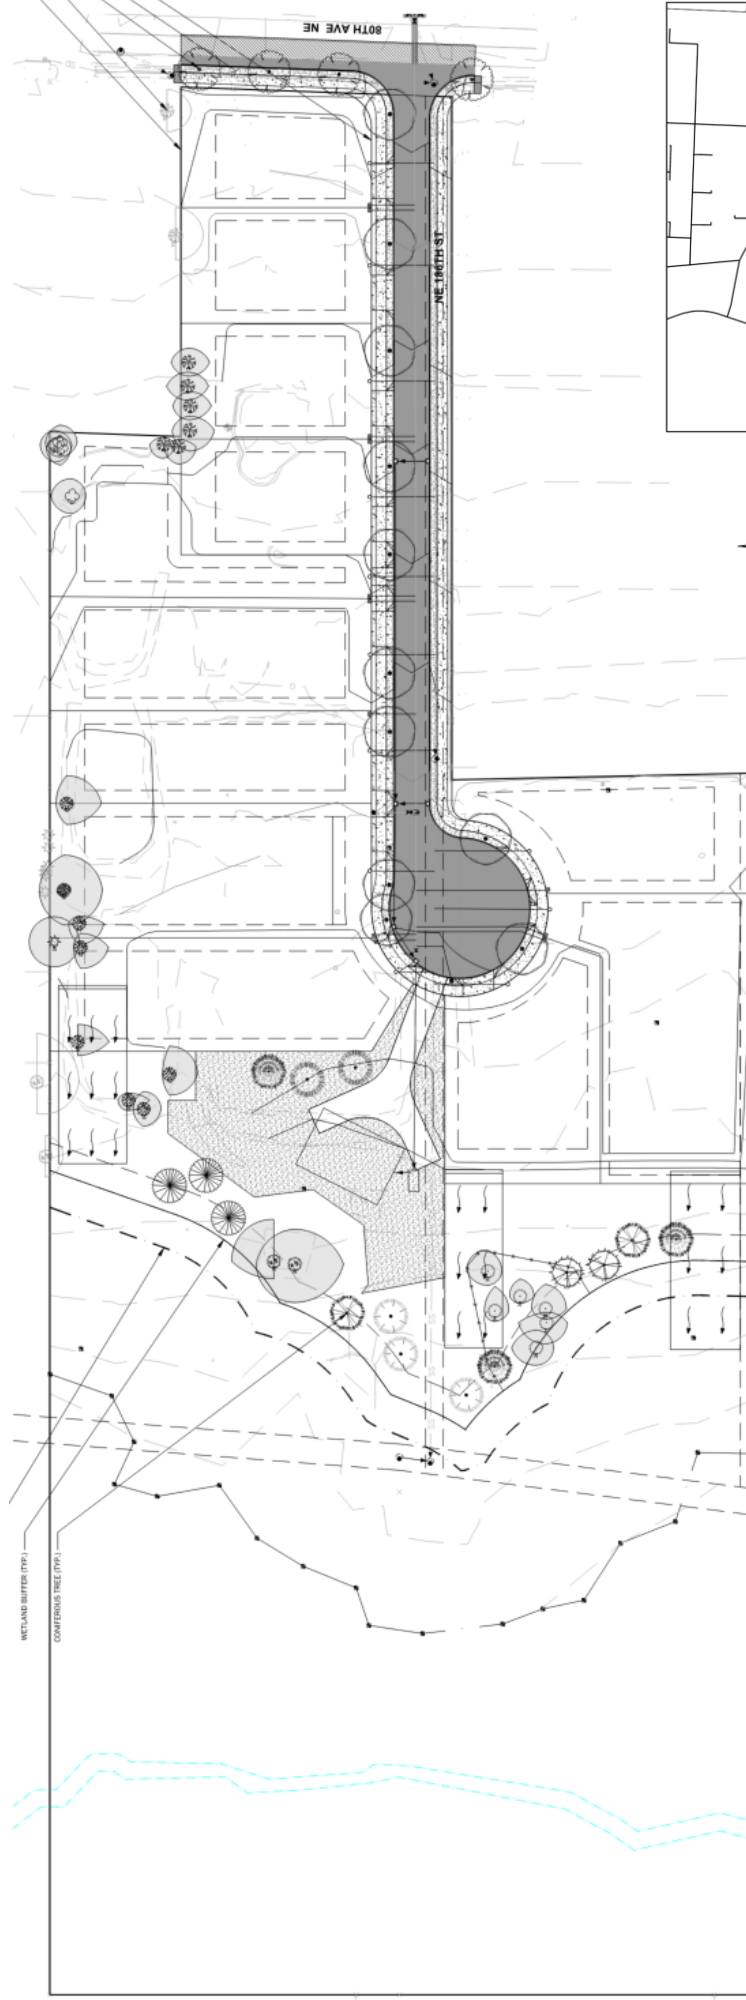 80TH AVE NE
NE 186TH ST
WETLAND BUFFER (TYP.)
CONIFEROUS TREE (TYP.)